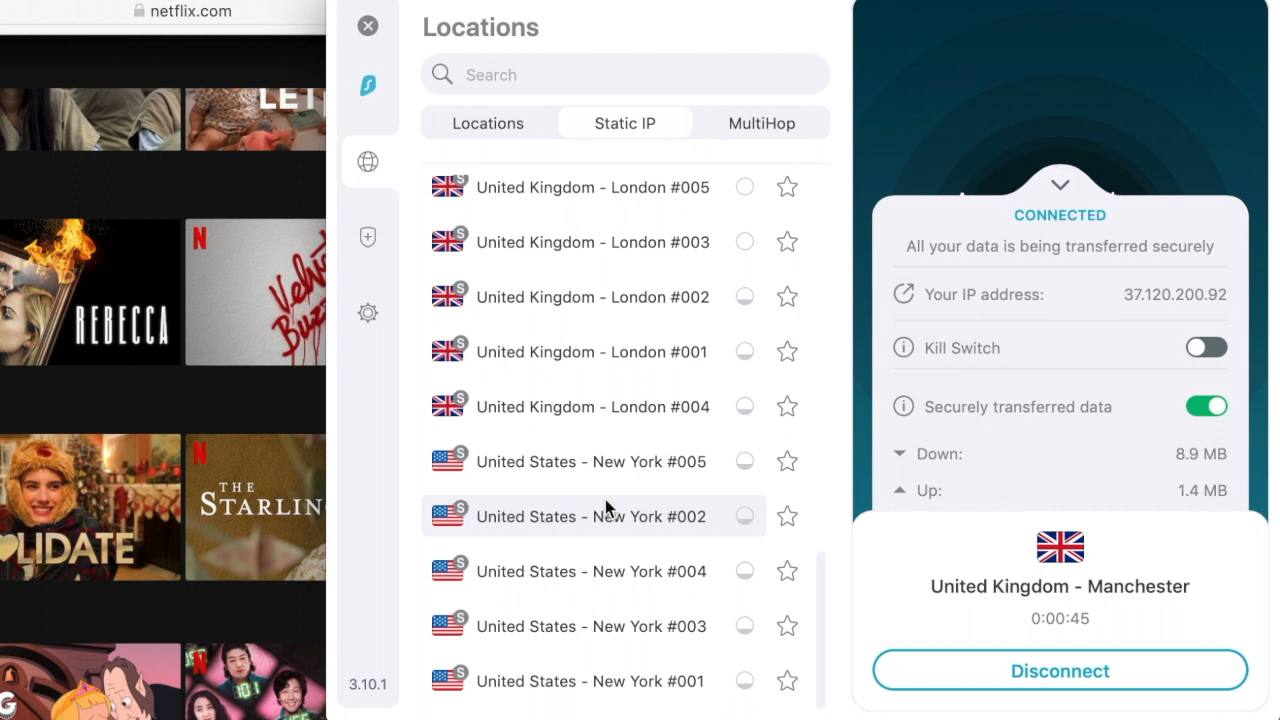 netflix.com
LET
REBECCA
Velv
Buzz
LIDATE
THE
STARLIN
101
Locations
Search
Locations
Static IP
MultiHop
S
United Kingdom - London #005
S
United Kingdom - London #003
S
United Kingdom - London #002
S
United Kingdom - London #001
S
United Kingdom - London #004
S
United States - New York #005
S
United States - New York #002
S
United States - New York #004
S
United States - New York #003
S
United States - New York #001
3.10.1
CONNECTED
All your data is being transferred securely
Your IP address: 37.120.200.92
Kill Switch
Securely transferred data
Down: 8.9 MB
Up: 1.4 MB
United Kingdom - Manchester
0:00:45
Disconnect